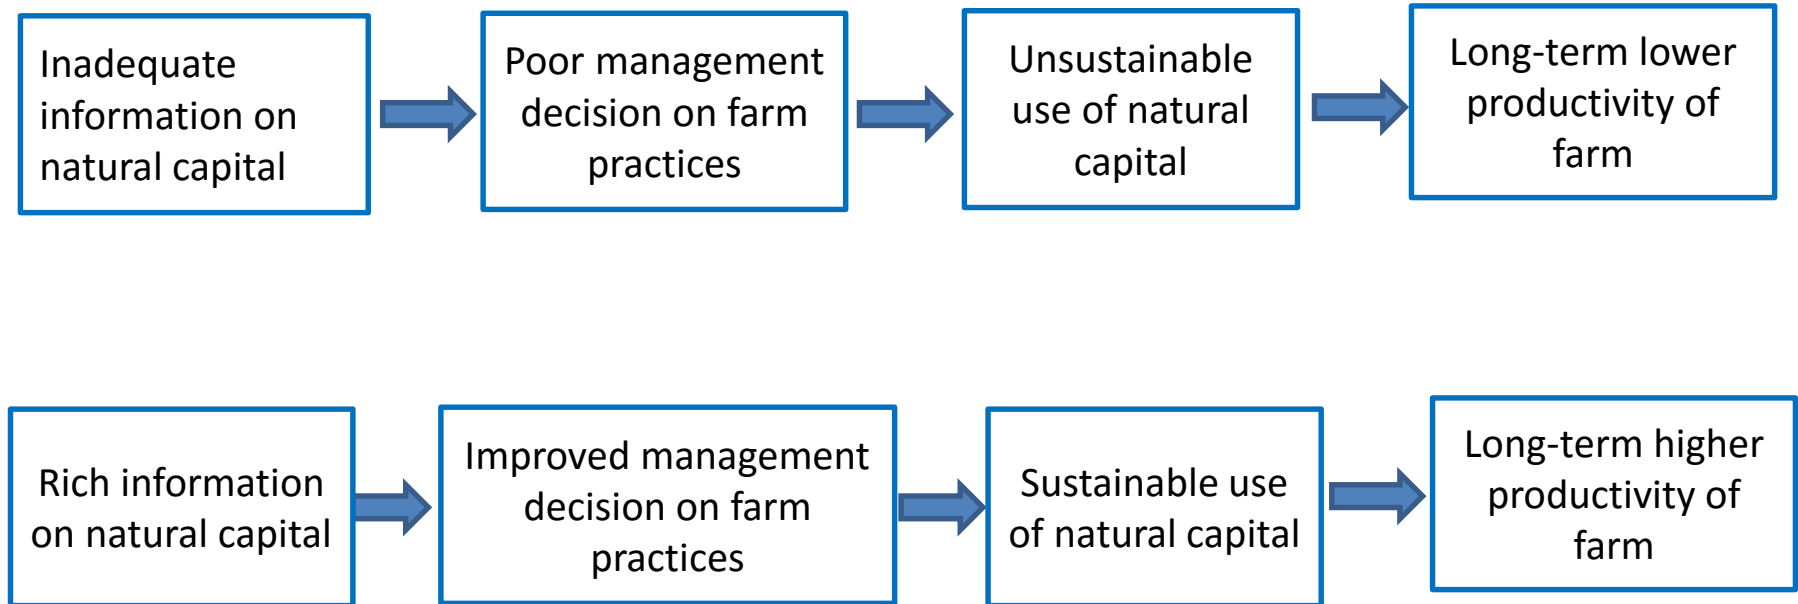 Inadequate
information on
natural capital
Poor management
decision on farm
practices
Unsustainable
use of natural
capital
Long-term lower
productivity of
farm
Rich information
on natural capital
Improved management
decision on farm
practices
Sustainable use
of natural capital
Long-term higher
productivity of
farm